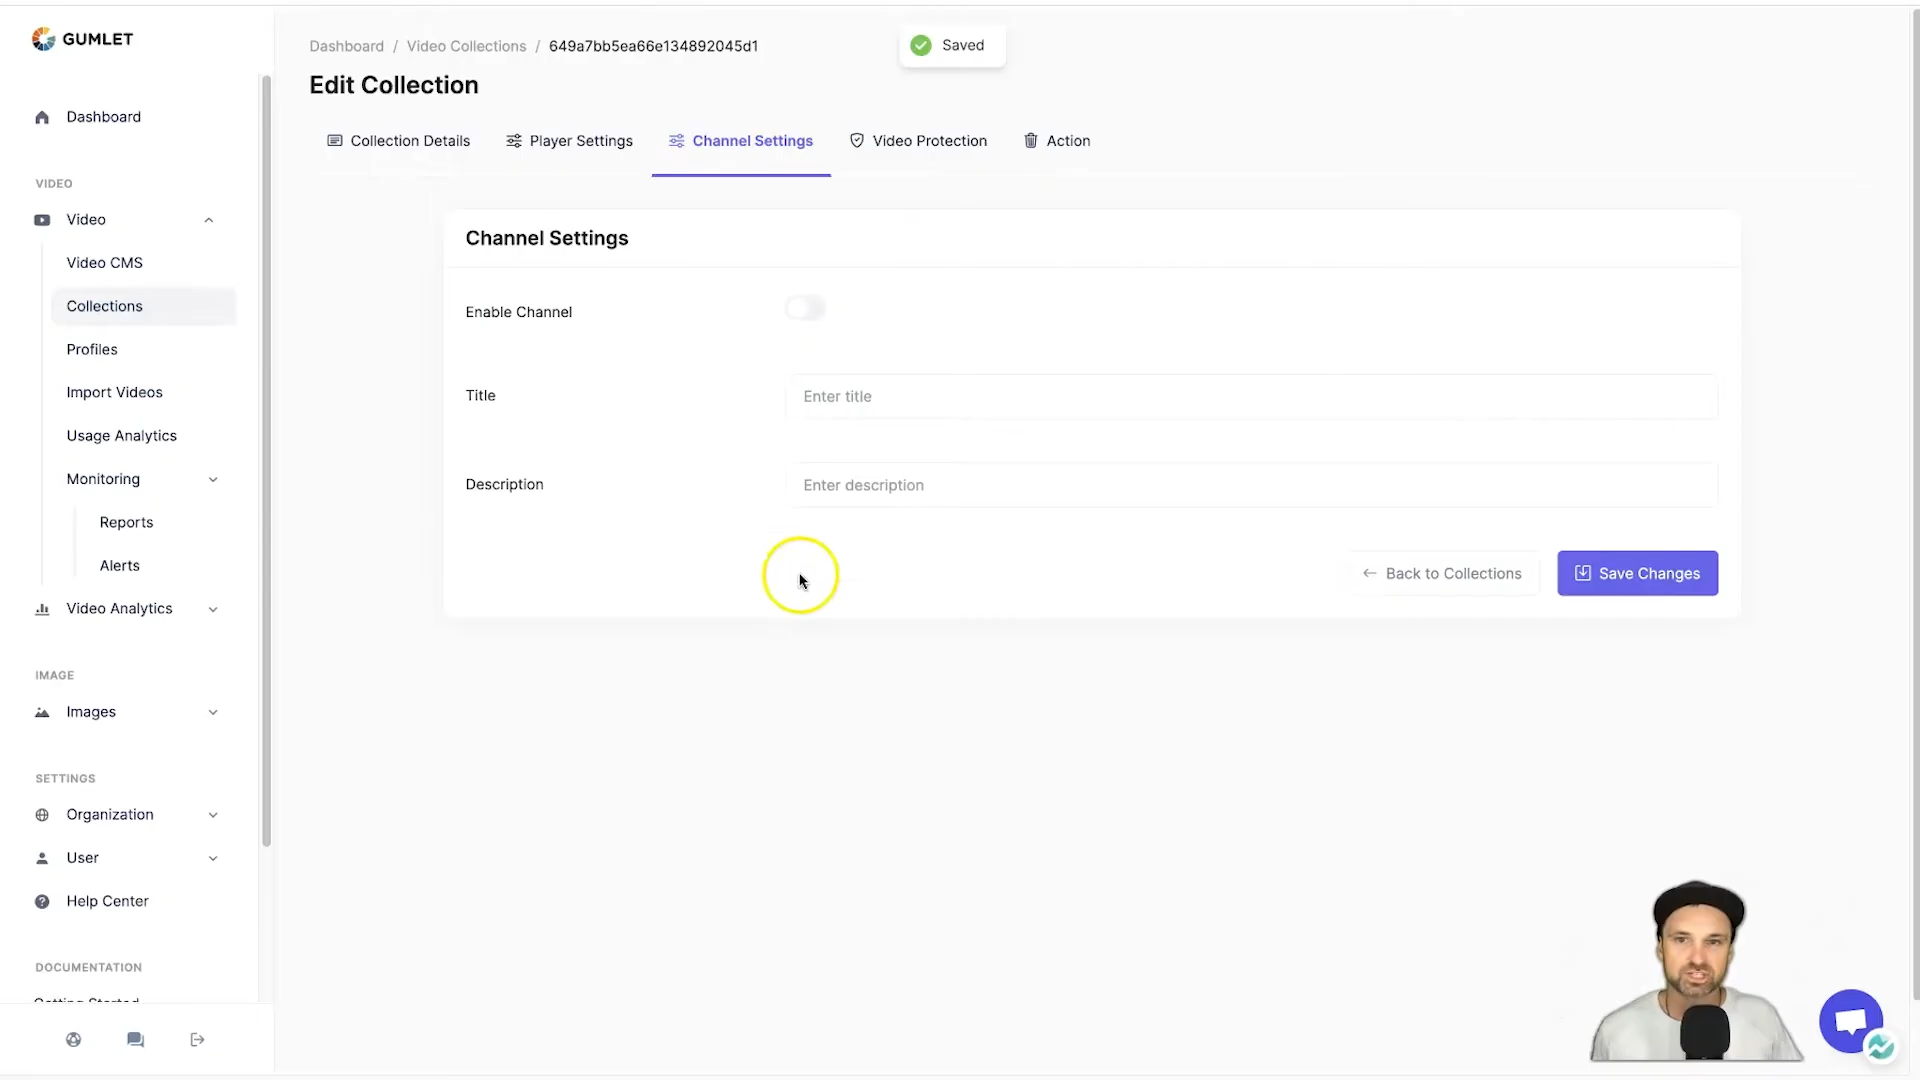 GUMLET
Dashboard / Video Collections / 649a7bb5ea66e134892045d1
Saved
Edit Collection
Collection Details
Player Settings
Channel Settings
Video Protection
Action
Dashboard
VIDEO
Video
Video CMS
Collections
Profiles
Import Videos
Usage Analytics
Monitoring
Reports
Alerts
Video Analytics
IMAGE
Images
SETTINGS
Organization
User
Help Center
DOCUMENTATION
Getting Started
Channel Settings
Enable Channel
Title
Enter title
Description
Enter description
← Back to Collections
Save Changes